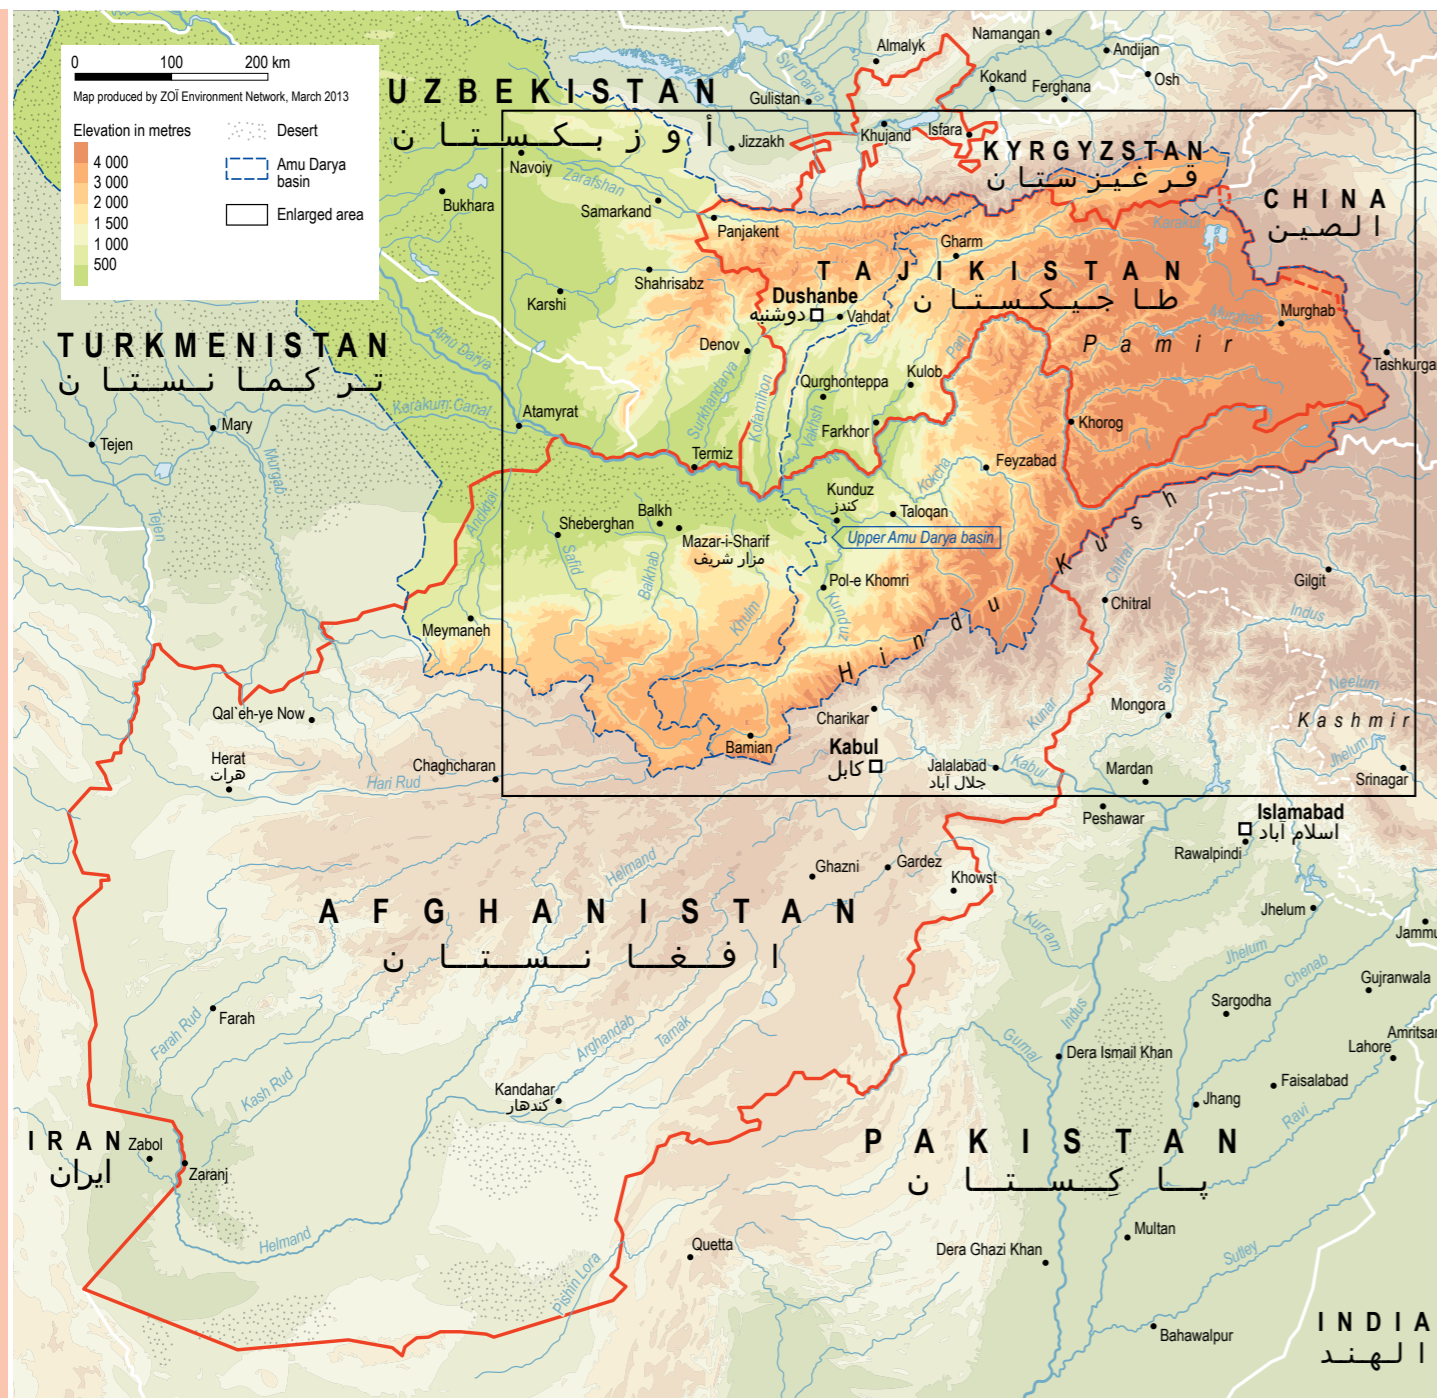 0 100 200 km
Map produced by ZOÏ Environment Network, March 2013
Elevation in metres
4 000
3 000
2 000
1 500
1 000
500
Desert
Amu Darya
basin
Enlarged area
UZBEKISTAN
أوزبكستان
Almalyk
Namangan
Andijan
Syr Darya
Kokand
Osh
Ferghana
Gulistan
Jizzakh
Khujand
Isfara
KYRGYZSTAN
قرغيزستان
Navoiy
Zarafshan
CHINA
الصين
Bukhara
Samarkand
Panjakent
Karakul
Gharm
TAJIKISTAN
طاجيكستان
Shahrisabz
Karshi
Dushanbe
دوشنبه
Vahdat
Murghab
Murghab
Pamir
TURKMENISTAN
تركمانستان
Amu Darya
Denov
Panj
Tashkurga
Surkhandarya
Kofarnihon
Qurghonteppa
Kulob
Vakhsh
Karakum Canal
Atamyrat
Farkhor
Khorog
Mary
Tejen
Morgab
Termiz
Kokcha
Feyzabad
Tejen
Andkhoi
Kunduz
كندز
Taloqan
Balkh
Sheberghan
Mazar-i-Sharif
مزار شريف
Upper Amu Darya basin
Hindu Kush
Safid
Balkhab
Khulm
Pol-e Khomri
Kunduz
Chitral
Chitral
Gilgit
Indus
Meymaneh
Swat
Neelum
Qal`eh-ye Now
Charikar
Kunar
Mongora
Kashmir
Bamian
Kabul
كابل
Herat
هرات
Chaghcharan
Hari Rud
Jalalabad
جلال آباد
Kabul
Mardan
Jhelum
Srinagar
Peshawar
Islamabad
اسلام آباد
Rawalpindi
Helmand
Ghazni
Gardez
Khowst
AFGHANISTAN
افغانستان
Kurram
Jhelum
Jammu
Jhelum
Chenab
Gujranwala
Sargodha
Farah Rud
Farah
Indus
Arghandab
Tarnak
Gumal
Amritsar
Lahore
Dera Ismail Khan
Kash Rud
Kandahar
كندهار
Faisalabad
Jhang
Ravi
IRAN
ايران
Zabol
Zaranj
PAKISTAN
پاکِستان
Helmand
Quetta
Pishin Lora
Multan
Dera Ghazi Khan
Sutley
Bahawalpur
INDIA
الهند